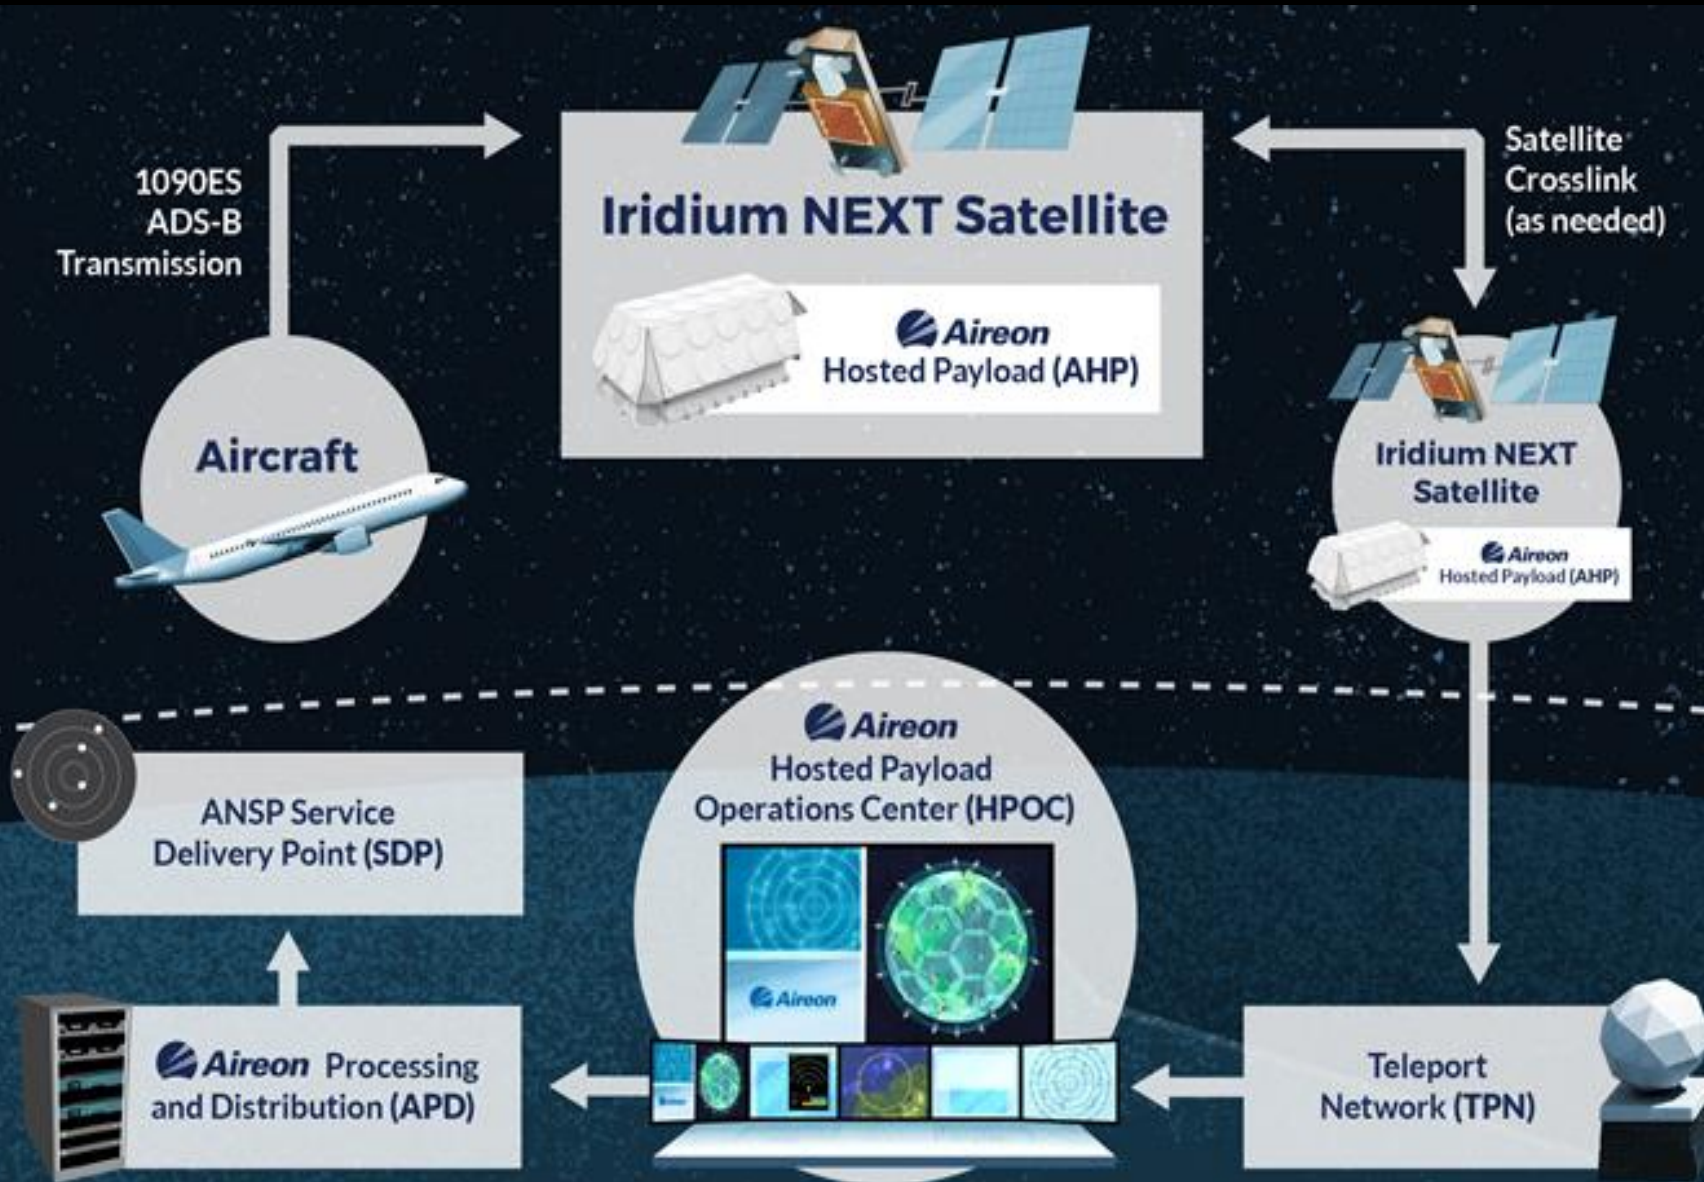 1090ES
ADS-B
Transmission
Iridium NEXT Satellite
Aireon
Hosted Payload (AHP)
Satellite
Crosslink
(as needed)
Aircraft
Iridium NEXT
Satellite
Aireon
Hosted Payload (AHP)
Aireon
Hosted Payload
Operations Center (HPOC)
Aireon
ANSP Service
Delivery Point (SDP)
Aireon Processing
and Distribution (APD)
Teleport
Network (TPN)